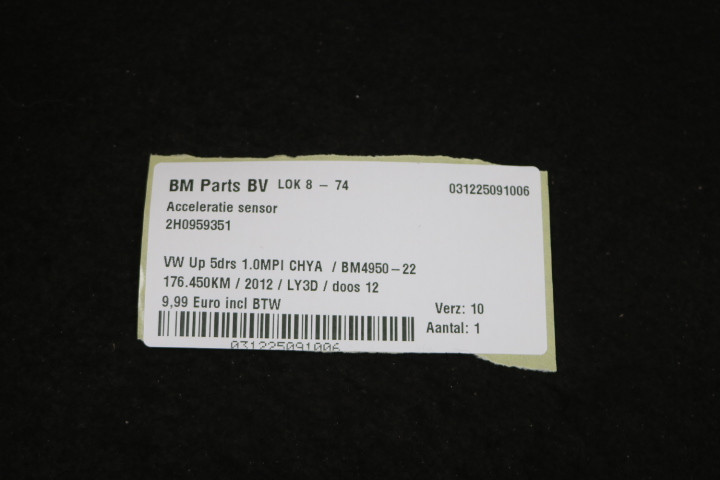 BM Parts BV LOK 8 - 74 031225091006
Acceleratie sensor
2H0959351
VW Up 5drs 1.0MPI CHYA / BM4950-22
176.450KM / 2012 / LY3D / doos 12
9,99 Euro incl BTW
Verz: 10
Aantal: 1
031225091006